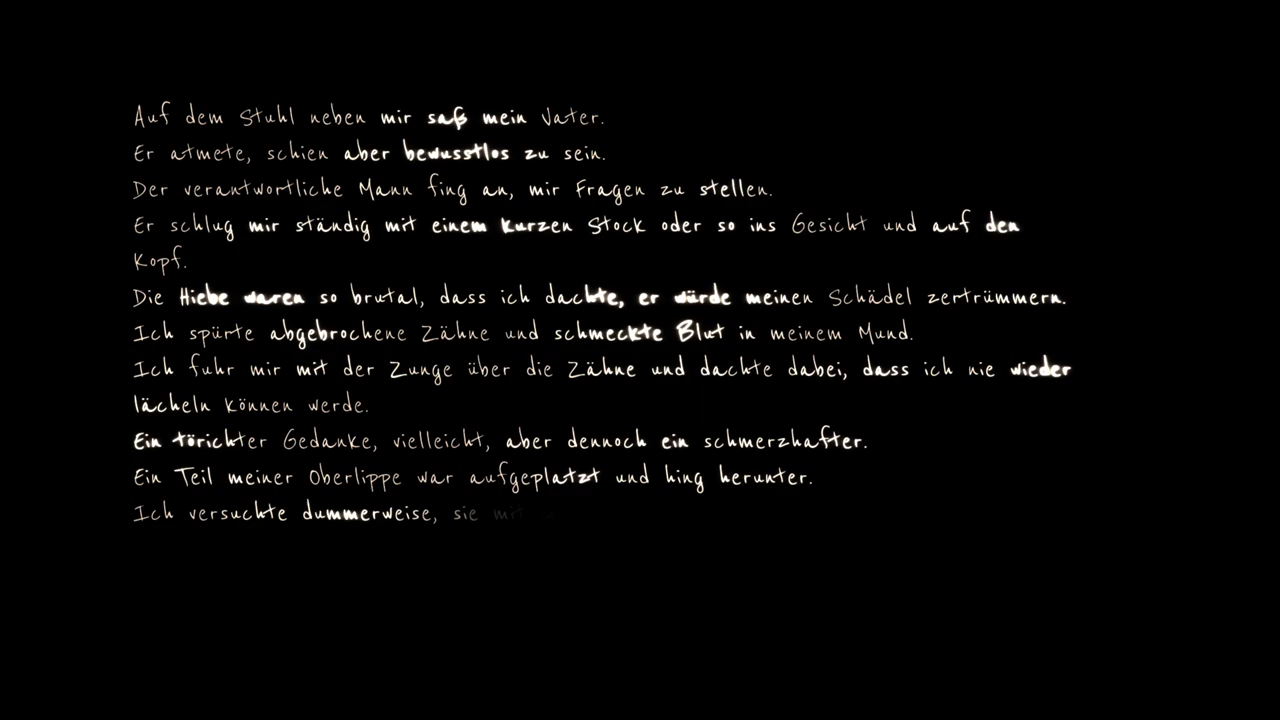 Auf dem Stuhl neben mir saß mein Vater.
Er atmete, schien aber bewusstlos zu sein.
Der verantwortliche Mann fing an, mir Fragen zu stellen.
Er schlug mir ständig mit einem kurzen Stock oder so ins Gesicht und auf den
Kopf.
Die Hiebe waren so brutal, dass ich dachte, er würde meinen Schädel zertrümmern.
Ich spürte abgebrochene Zähne und schmeckte Blut in meinem Mund.
Ich fuhr mir mit der Zunge über die Zähne und dachte dabei, dass ich nie wieder
lächeln können werde.
Ein törichter Gedanke, vielleicht, aber dennoch ein schmerzhafter.
Ein Teil meiner Oberlippe war aufgeplatzt und hing herunter.
Ich versuchte dummerweise, sie mit